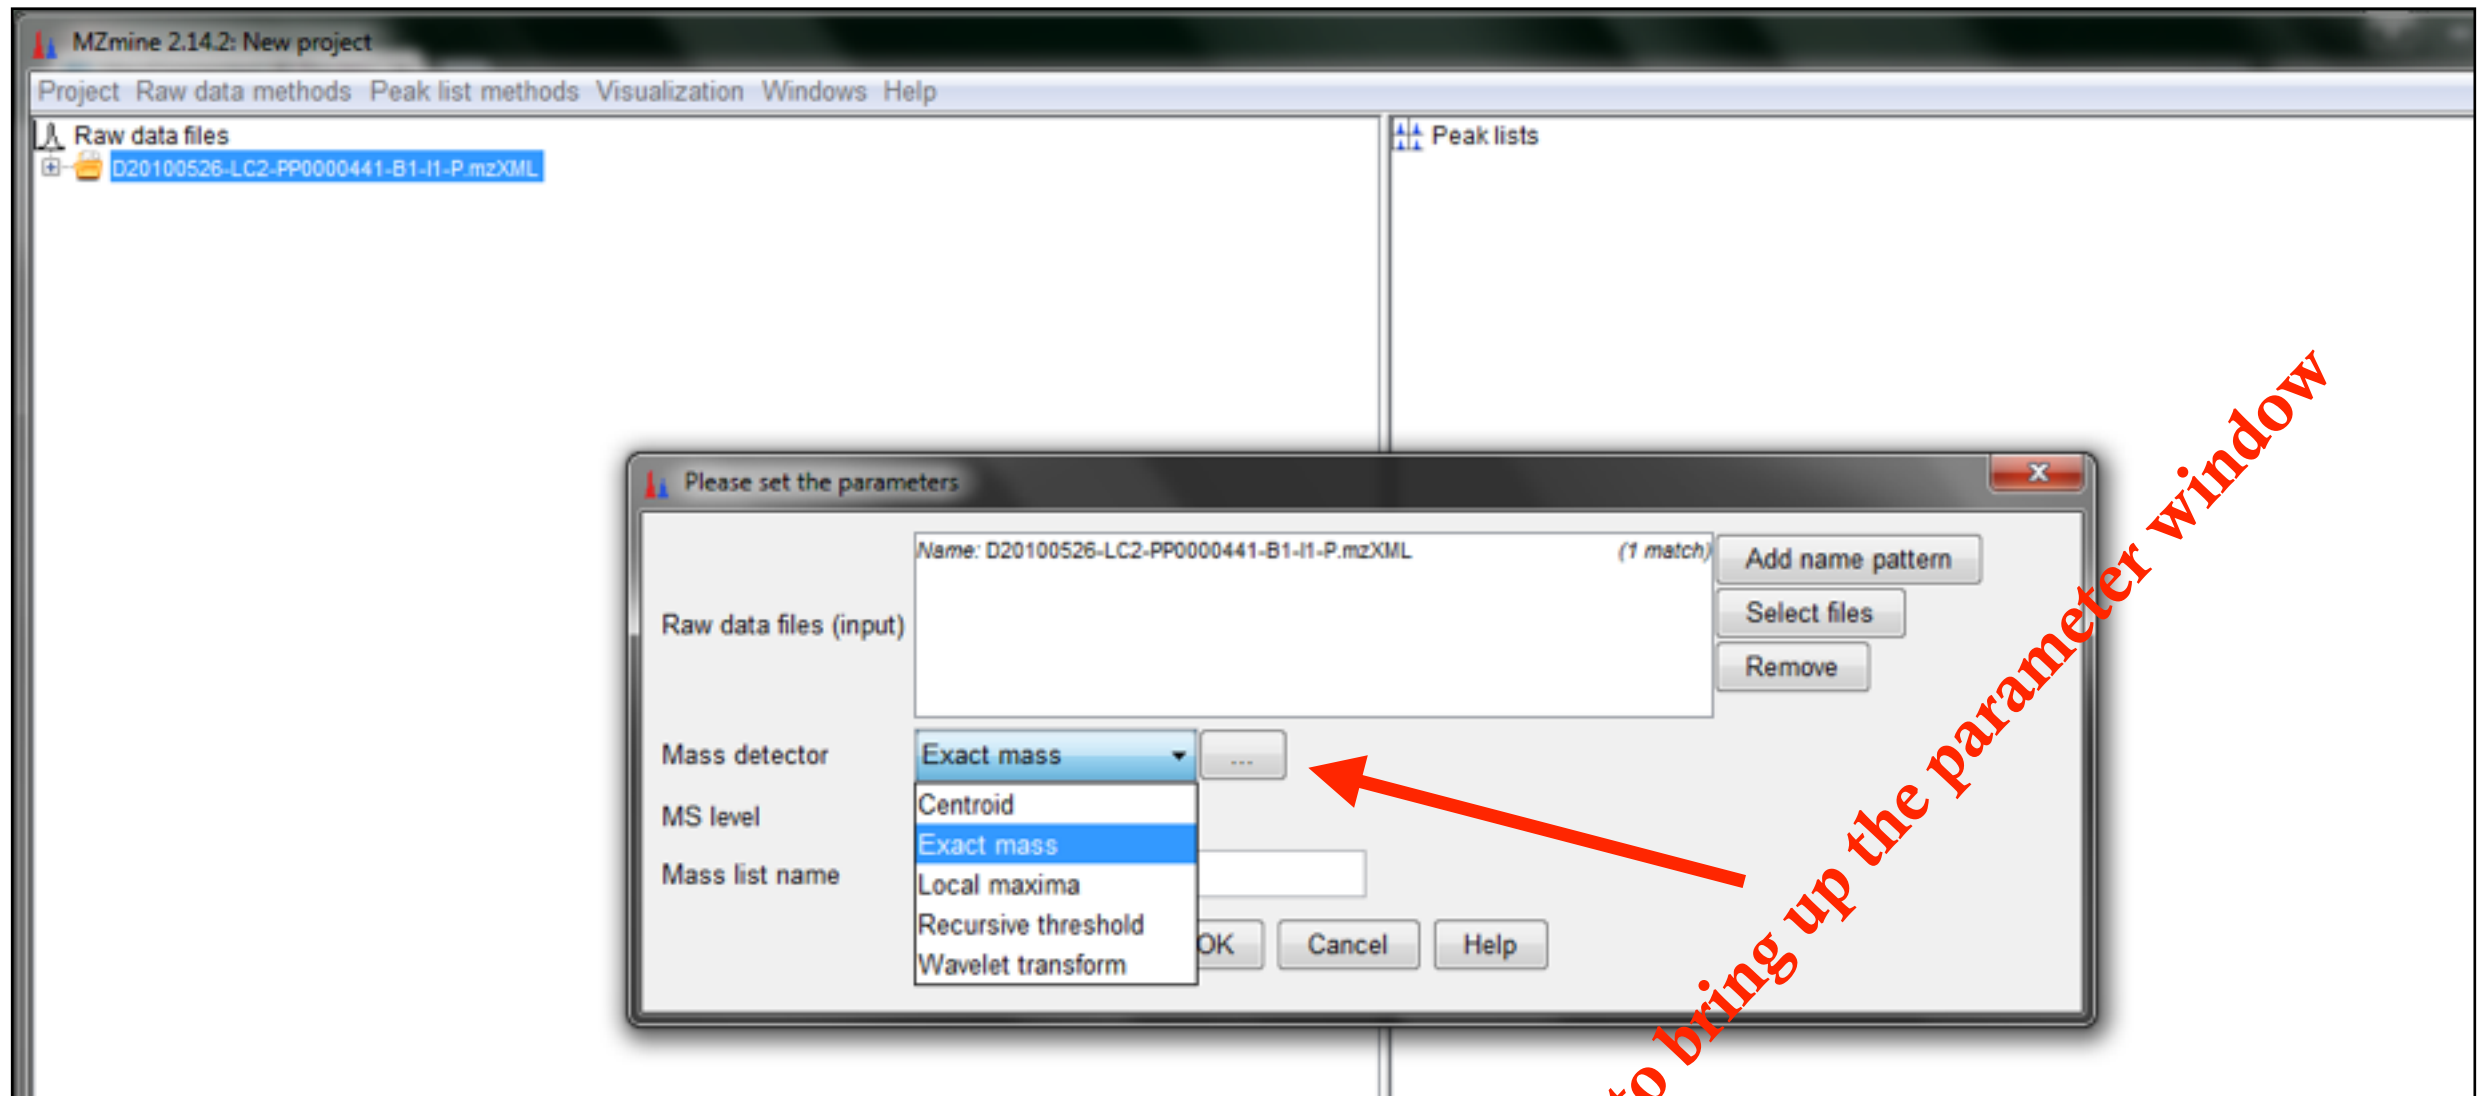 MZmine 2.14.2: New project
Project Raw data methods Peak list methods Visualization Windows Help
Raw data files
D20100526-LC2-PP0000441-B1-I1-P.mzXML
Peak lists
Please set the parameters
Raw data files (input)
Name: D20100526-LC2-PP0000441-B1-I1-P.mzXML (1 match)
Add name pattern
Select files
Remove
Mass detector
Exact mass
...
Centroid
Exact mass
Local maxima
Recursive threshold
Wavelet transform
MS level
Mass list name
OK
Cancel
Help
to bring up the parameter window